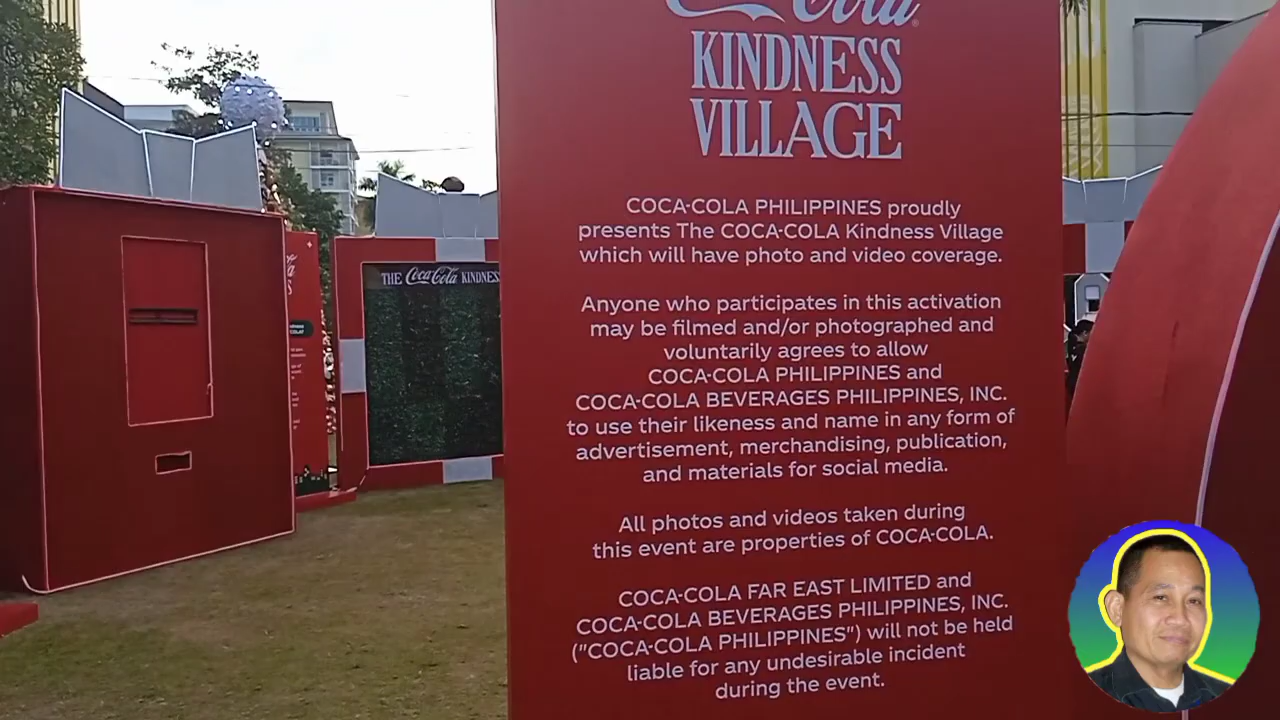 Coca-Cola
KINDNESS
VILLAGE
COCA-COLA PHILIPPINES proudly
presents The COCA-COLA Kindness Village
which will have photo and video coverage.
Anyone who participates in this activation
may be filmed and/or photographed and
voluntarily agrees to allow
COCA-COLA PHILIPPINES and
COCA-COLA BEVERAGES PHILIPPINES, INC.
to use their likeness and name in any form of
advertisement, merchandising, publication,
and materials for social media.
All photos and videos taken during
this event are properties of COCA-COLA.
COCA-COLA FAR EAST LIMITED and
COCA-COLA BEVERAGES PHILIPPINES, INC.
("COCA-COLA PHILIPPINES") will not be held
liable for any undesirable incident
during the event.
THE Coca-Cola KINDNESS